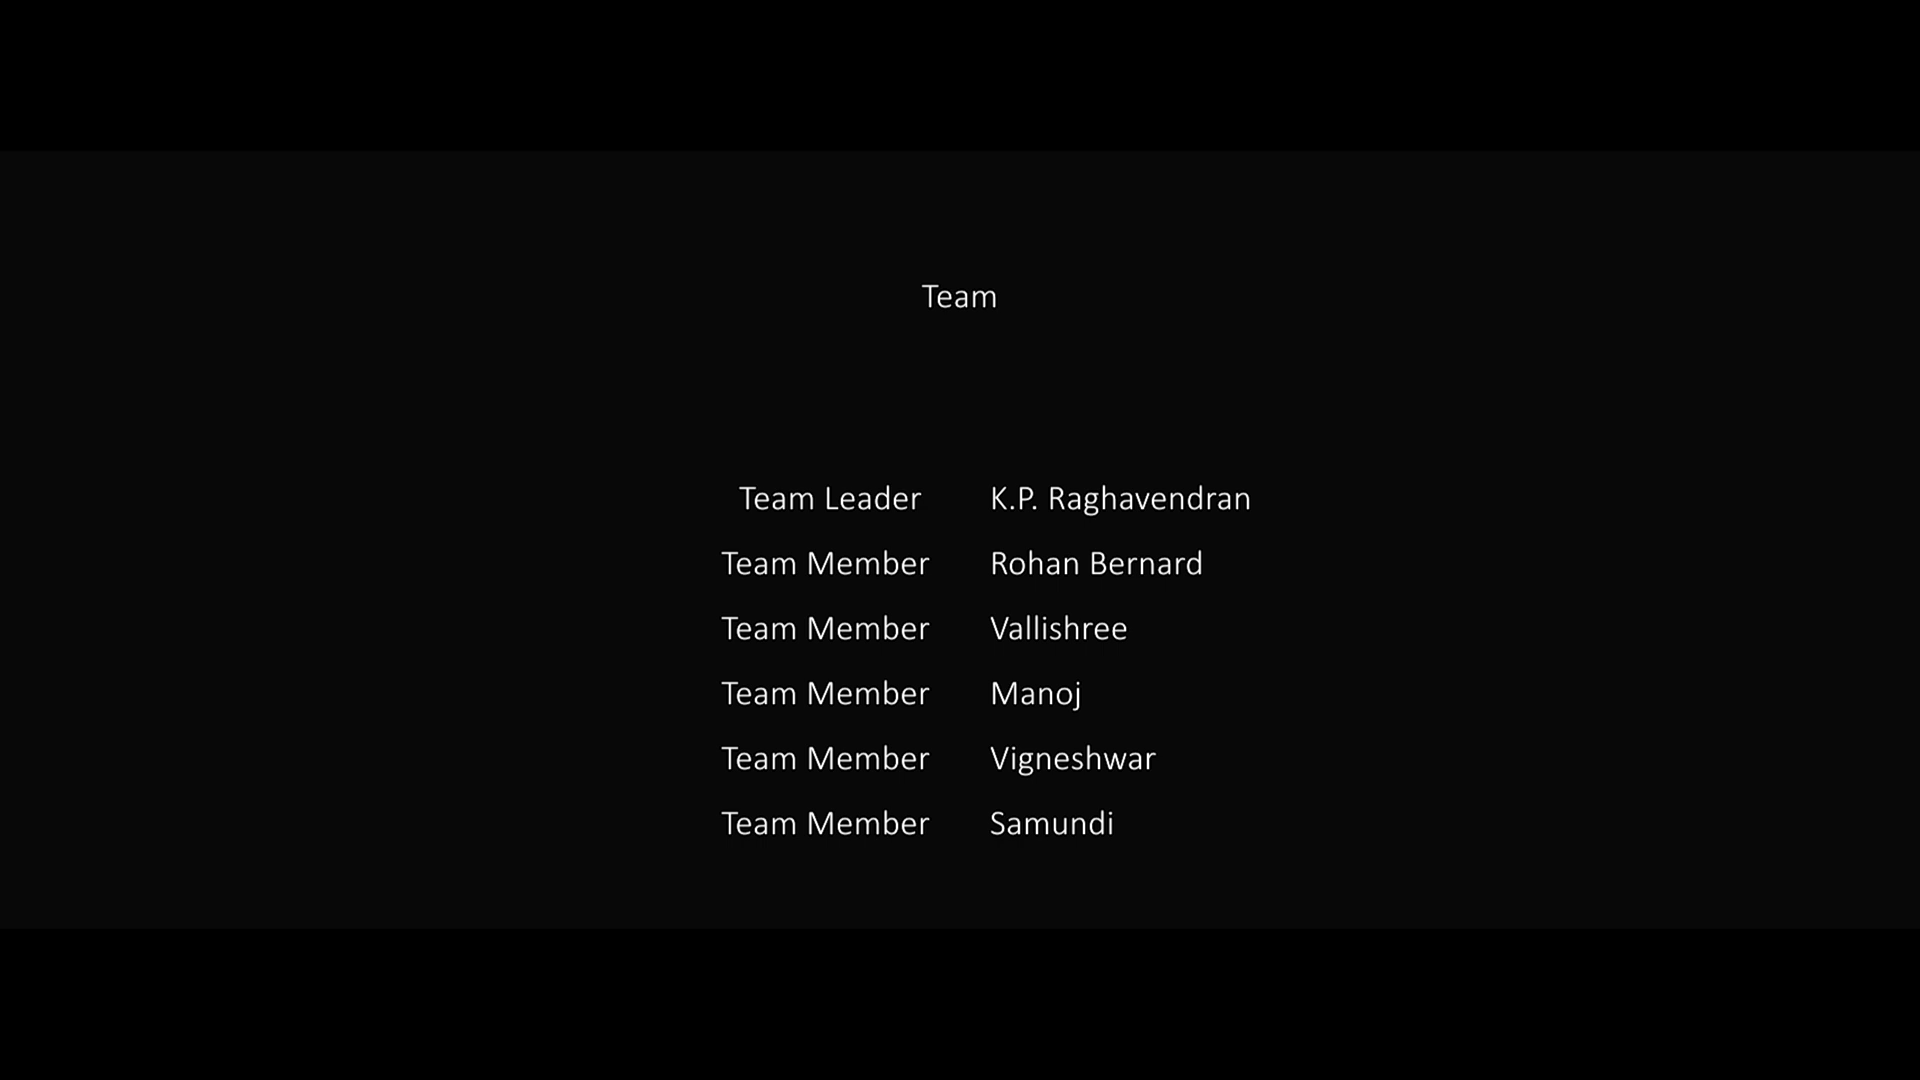 Team
Team Leader K.P. Raghavendran
Team Member Rohan Bernard
Team Member Vallishree
Team Member Manoj
Team Member Vigneshwar
Team Member Samundi